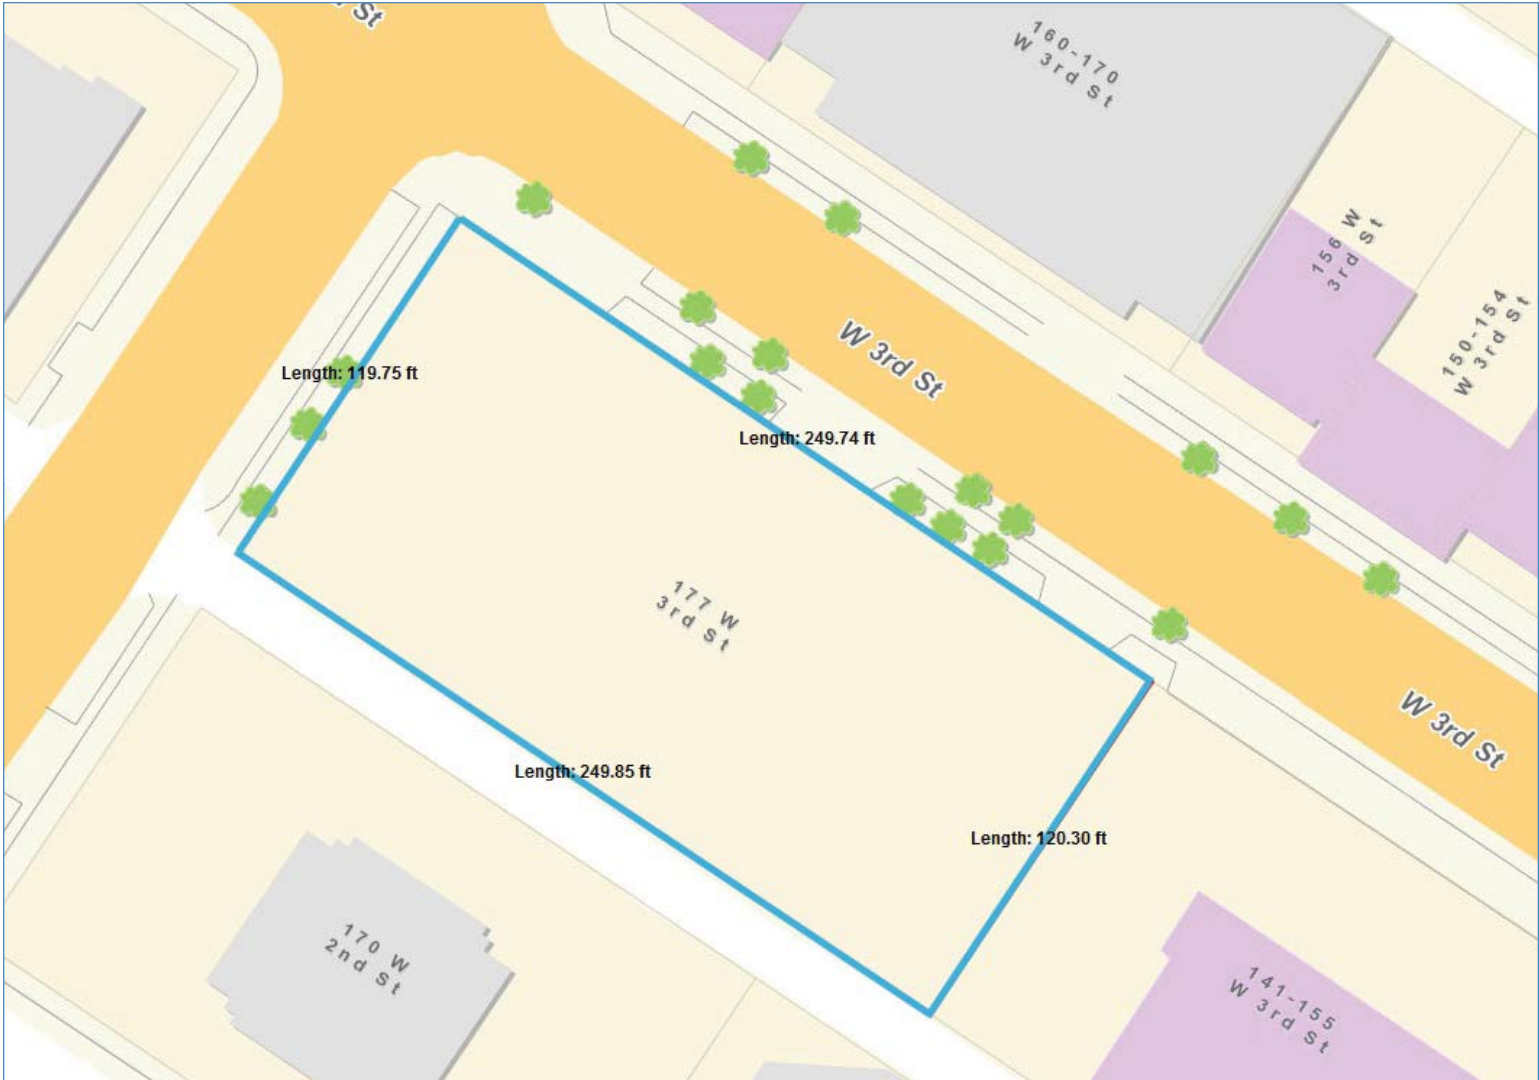 St
160-170
W 3rd St
156 W
3rd St
150-154
W 3rd St
W 3rd St
Length: 119.75 ft
Length: 249.74 ft
177 W
3rd St
W 3rd St
Length: 249.85 ft
Length: 120.30 ft
170 W
2nd St
141-155
W 3rd St